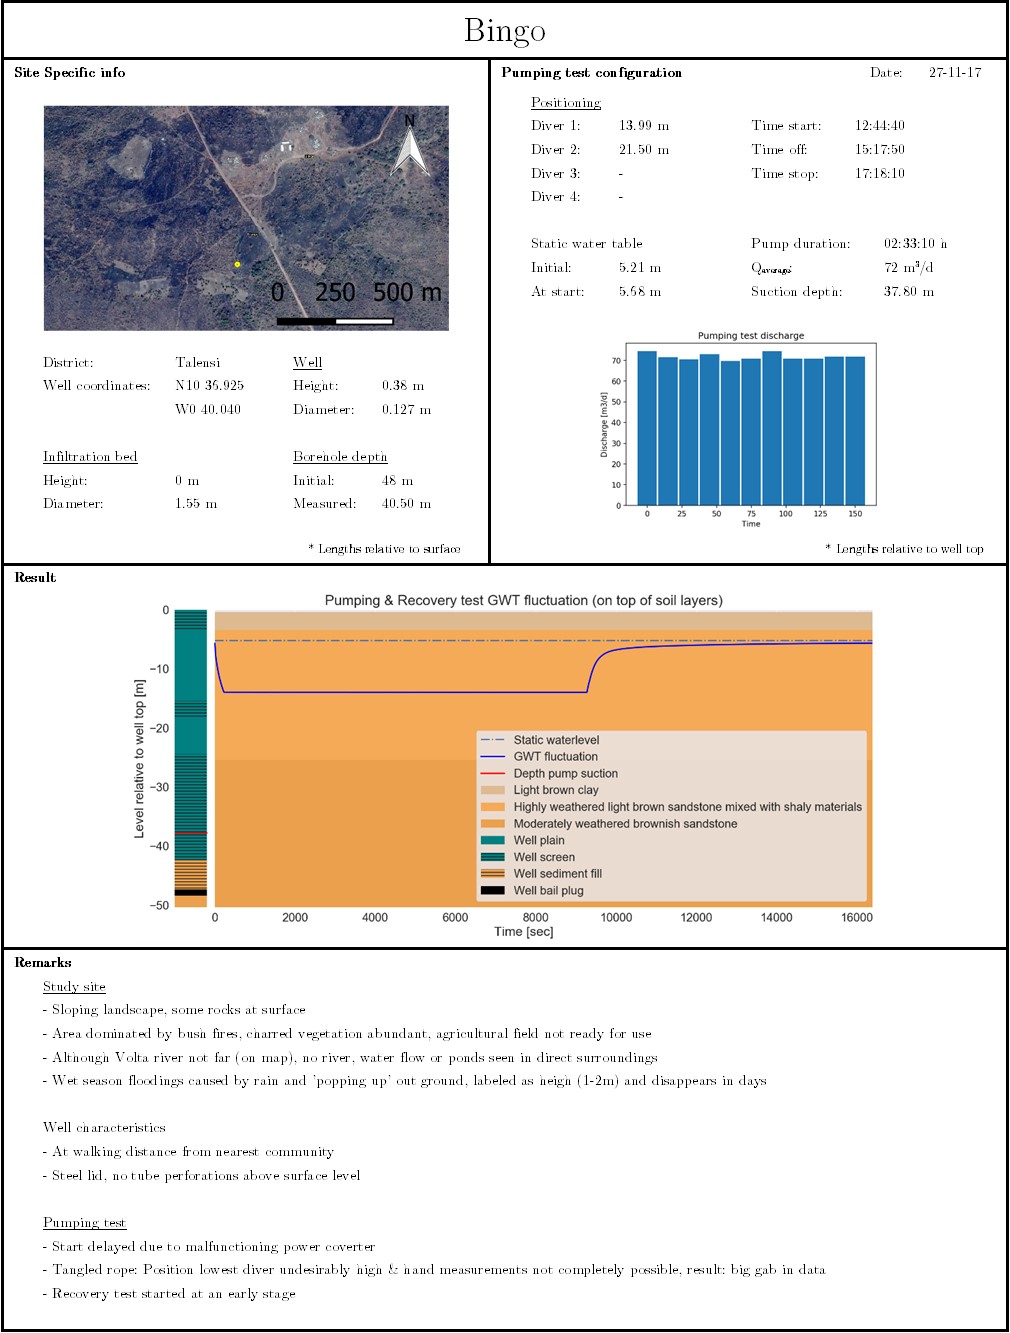 Bingo
Site Specific info
N
0 250 500 m
District: Talensi
Well coordinates: N10 36.925
W0 40.040
Well
Height: 0.38 m
Diameter: 0.127 m
Infiltration bed
Height: 0 m
Diameter: 1.55 m
Borehole depth
Initial: 48 m
Measured: 40.50 m
* Lengths relative to surface
Pumping test configuration Date: 27-11-17
Positioning
Diver 1: 13.99 m Time start: 12:44:40
Diver 2: 21.50 m Time off: 15:17:50
Diver 3: - Time stop: 17:18:10
Diver 4: -
Static water table Pump duration: 02:33:10 h
Initial: 5.21 m Qaverage: 72 m³/d
At start: 5.68 m Suction depth: 37.80 m
Pumping test discharge
Discharge [m3/d]
70
60
50
40
30
20
10
0
0 25 50 75 100 125 150
Time
* Lengths relative to well top
Result
Pumping & Recovery test GWT fluctuation (on top of soil layers)
Level relative to well top [m]
0
−10
−20
−30
−40
−50
Static waterlevel
GWT fluctuation
Depth pump suction
Light brown clay
Highly weathered light brown sandstone mixed with shaly materials
Moderately weathered brownish sandstone
Well plain
Well screen
Well sediment fill
Well bail plug
0 2000 4000 6000 8000 10000 12000 14000 16000
Time [sec]
Remarks
Study site
- Sloping landscape, some rocks at surface
- Area dominated by bush fires, charred vegetation abundant, agricultural field not ready for use
- Although Volta river not far (on map), no river, water flow or ponds seen in direct surroundings
- Wet season floodings caused by rain and 'popping up' out ground, labeled as heigh (1-2m) and disappears in days
Well characteristics
- At walking distance from nearest community
- Steel lid, no tube perforations above surface level
Pumping test
- Start delayed due to malfunctioning power coverter
- Tangled rope: Position lowest diver undesirably high & hand measurements not completely possible, result: big gab in data
- Recovery test started at an early stage